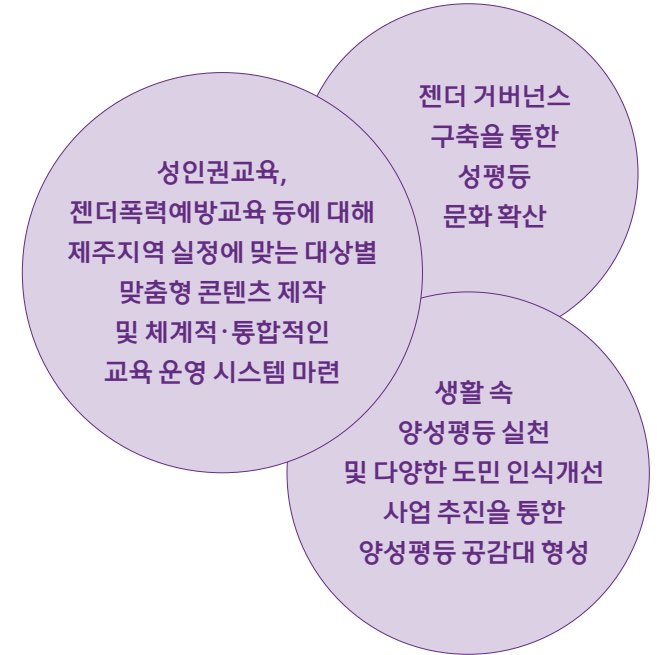 성인권교육,
젠더폭력예방교육 등에 대해
제주지역 실정에 맞는 대상별
맞춤형 콘텐츠 제작
및 체계적·통합적인
교육 운영 시스템 마련
젠더 거버넌스
구축을 통한
성평등
문화 확산
생활 속
양성평등 실천
및 다양한 도민 인식개선
사업 추진을 통한
양성평등 공감대 형성